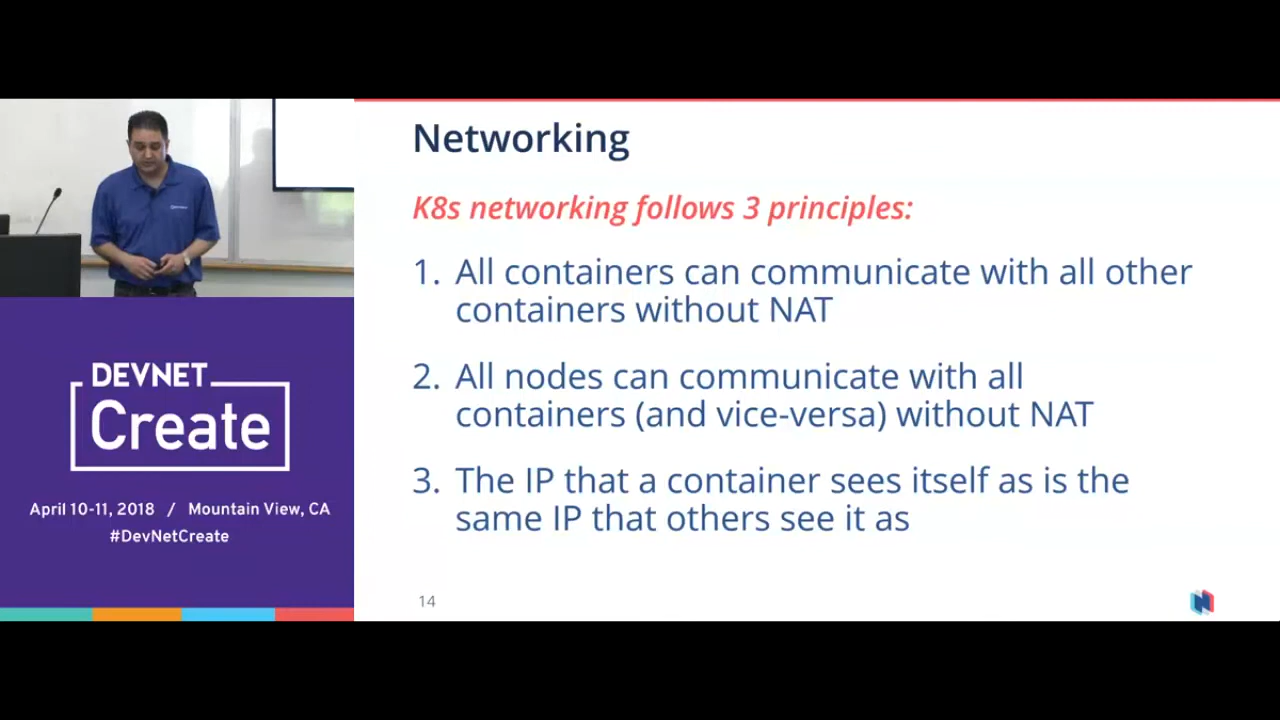 Networking
K8s networking follows 3 principles:
1. All containers can communicate with all other
containers without NAT
2. All nodes can communicate with all
containers (and vice-versa) without NAT
3. The IP that a container sees itself as is the
same IP that others see it as
14
DEVNET
Create
April 10-11, 2018 / Mountain View, CA
#DevNetCreate